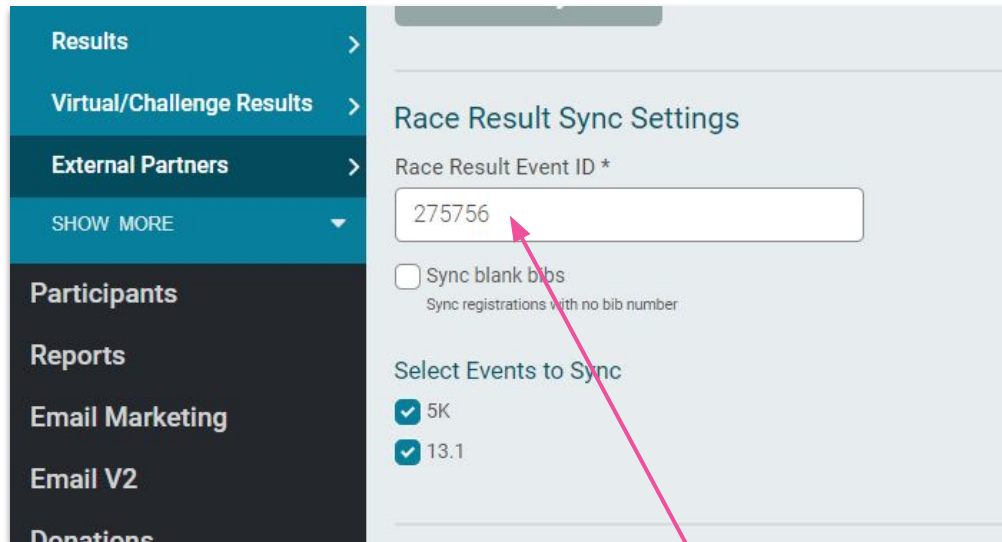 Results
Virtual/Challenge Results
External Partners
SHOW MORE
Participants
Reports
Email Marketing
Email V2
Donations
Race Result Sync Settings
Race Result Event ID *
275756
Sync blank bibs
Sync registrations with no bib number
Select Events to Sync
5K
13.1